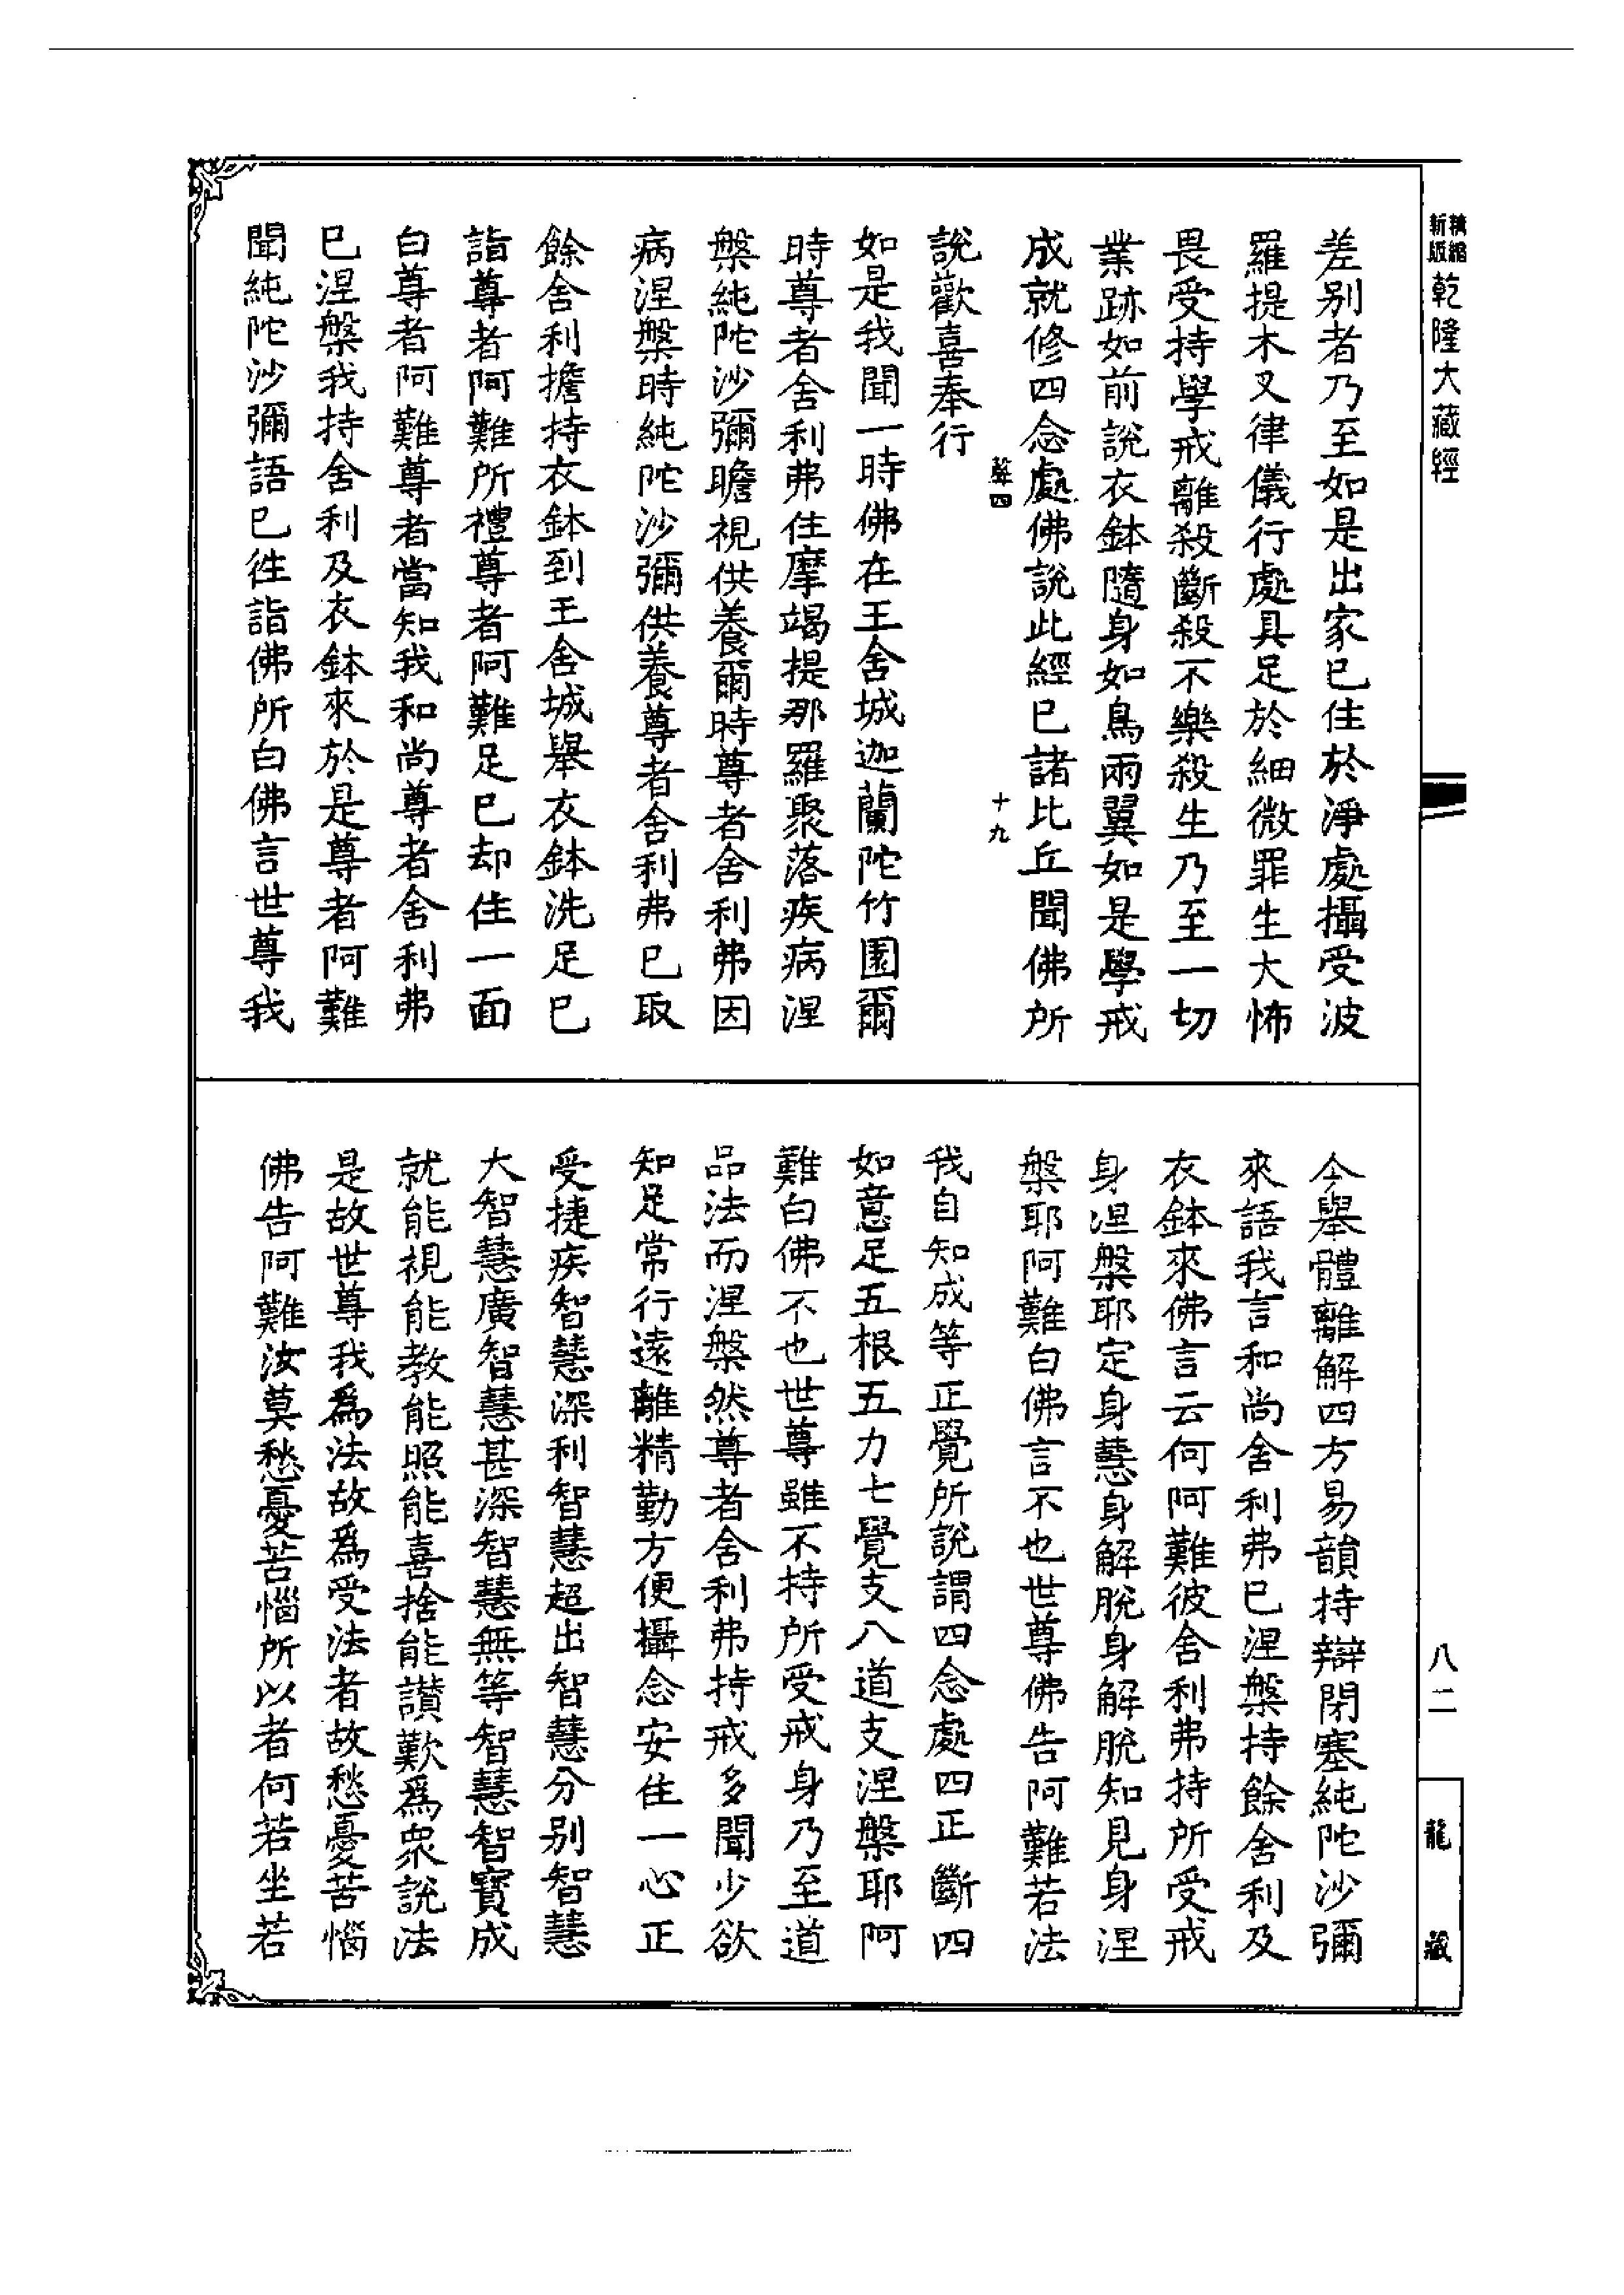 精縮
新版
乾隆大藏經
差別者乃至如是出家已住於淨處攝受波
羅提木叉律儀行處具足於細微罪生大怖
畏受持學戒離殺斷殺不樂殺生乃至一切
業跡如前說衣鉢隨身如鳥兩翼如是學戒
成就修四念處佛說此經已諸比丘聞佛所
聲四 十九
說歡喜奉行
如是我聞一時佛在王舍城迦蘭陀竹園爾
時尊者舍利弗住摩竭提那羅聚落疾病涅
槃純陀沙彌瞻視供養爾時尊者舍利弗因
病涅槃時純陀沙彌供養尊者舍利弗已取
餘舍利擔持衣鉢到王舍城舉衣鉢洗足已
詣尊者阿難所禮尊者阿難足已却住一面
白尊者阿難尊者當知我和尚尊者舍利弗
已涅槃我持舍利及衣鉢來於是尊者阿難
聞純陀沙彌語已往詣佛所白佛言世尊我
今舉體離解四方易韻持辯閉塞純陀沙彌
來語我言和尚舍利弗已涅槃持餘舍利及
衣鉢來佛言云何阿難彼舍利弗持所受戒
身涅槃耶定身慧身解脫身解脫知見身涅
槃耶阿難白佛言不也世尊佛告阿難若法
我自知成等正覺所說謂四念處四正斷四
如意足五根五力七覺支八道支涅槃耶阿
難白佛不也世尊雖不持所受戒身乃至道
品法而涅槃然尊者舍利弗持戒多聞少欲
知足常行遠離精勤方便攝念安住一心正
受捷疾智慧深利智慧超出智慧分別智慧
大智慧廣智慧甚深智慧無等智慧智寶成
就能視能教能照能喜捨能讚歎爲衆說法
是故世尊我爲法故爲受法者故愁憂苦惱
佛告阿難汝莫愁憂苦惱所以者何若坐若
八二
龍藏